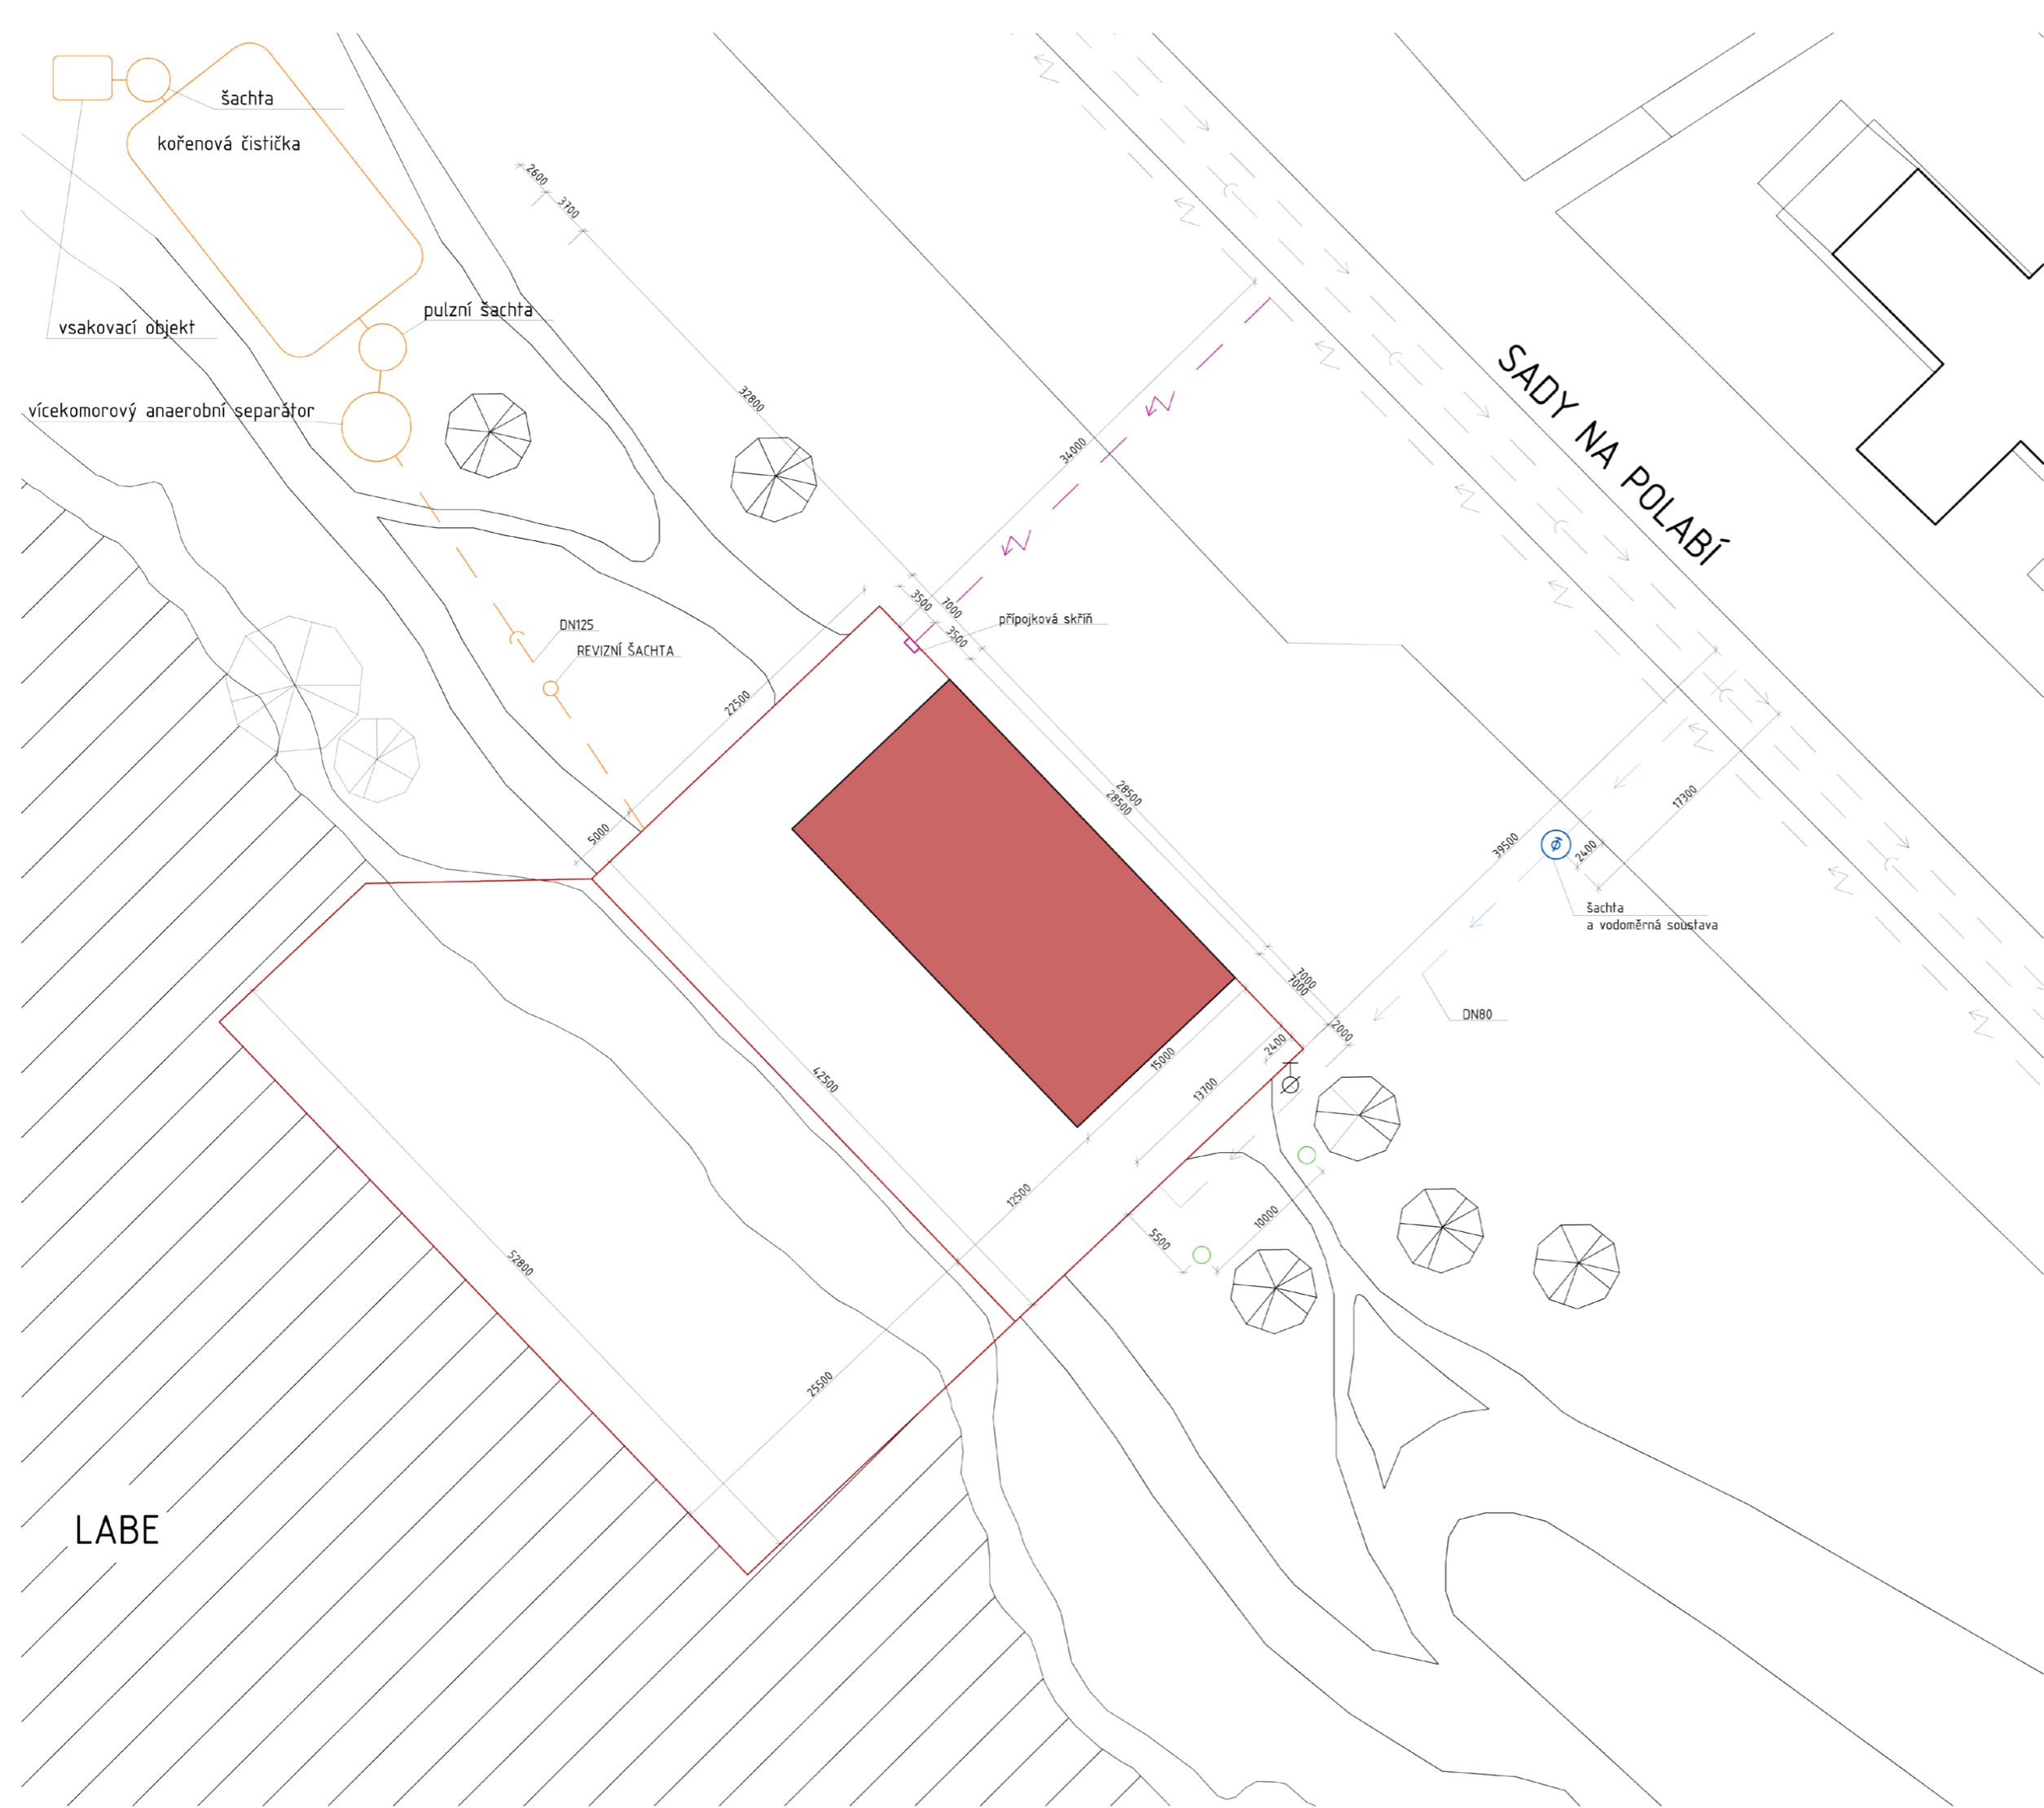 šachta
kořenová čistička
2600
3700
pulzní šachta
vsakovací objekt
SADY NA POLABÍ
32800
vícekomorový anaerobní separátor
34000
3500
7000
přípojková skříň
DN125
3500
REVIZNÍ ŠACHTA
22500
28500
28500
17300
5000
39500
2400
šachta
a vodoměrná soustava
7000
7000
DN80
2000
2400
15000
42500
13700
12500
10000
5500
52800
25500
LABE